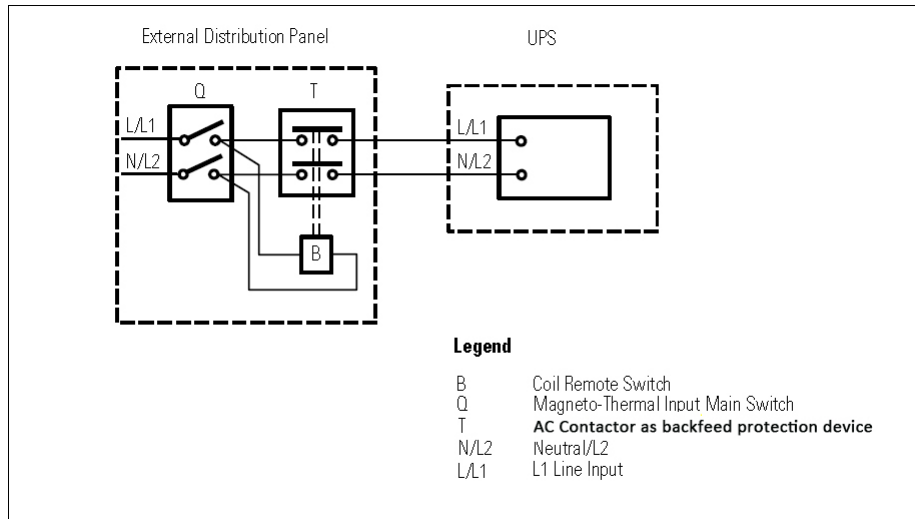 External Distribution Panel
UPS
Q
T
L/L1
N/L2
L/L1
N/L2
B
Legend
B Coil Remote Switch
Q Magneto-Thermal Input Main Switch
T AC Contactor as backfeed protection device
N/L2 Neutral/L2
L/L1 L1 Line Input